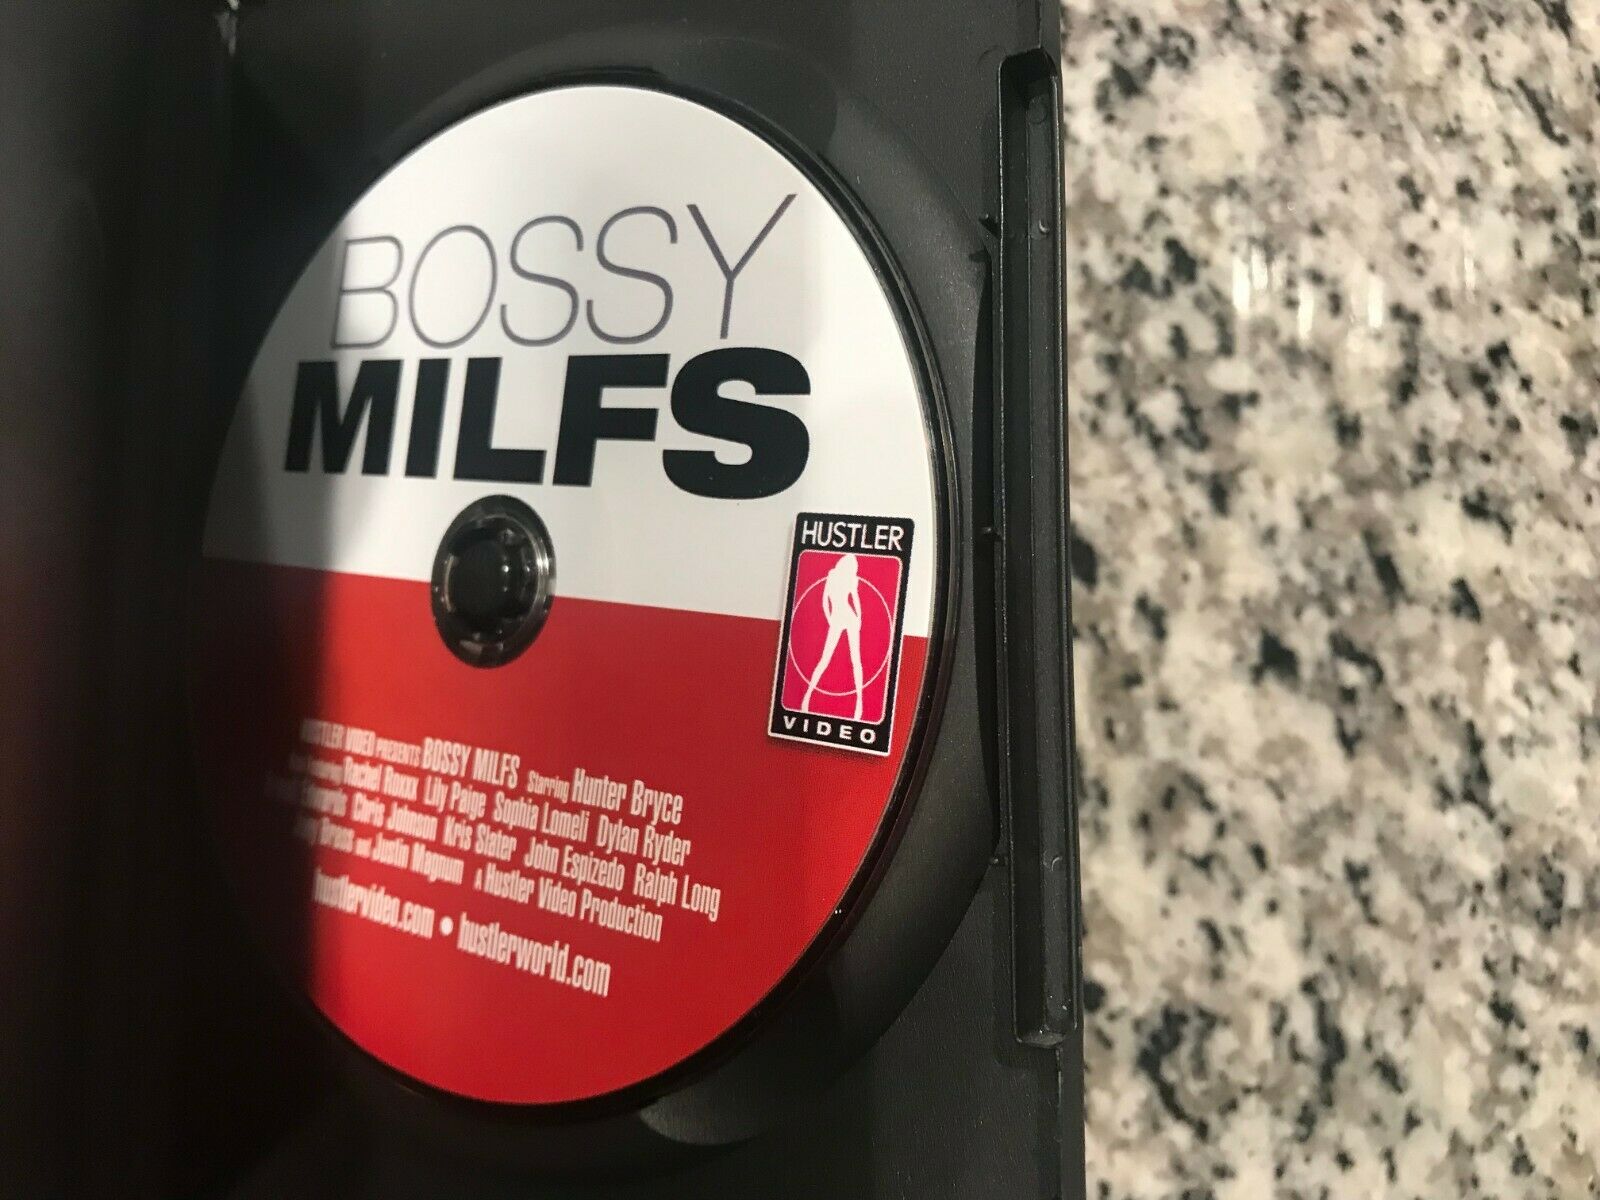 BOSSY
MILFS
HUSTLER
VIDEO
HUSTLER VIDEO PRESENTS BOSSY MILFS Starring Hunter Bryce
Rachel Roxxx Lily Paige Sophia Lomeli Dylan Ryder
Chris Johnson Kris Slater John Espizedo Ralph Long
and Justin Magnum A Hustler Video Production
hustlervideo.com • hustlerworld.com